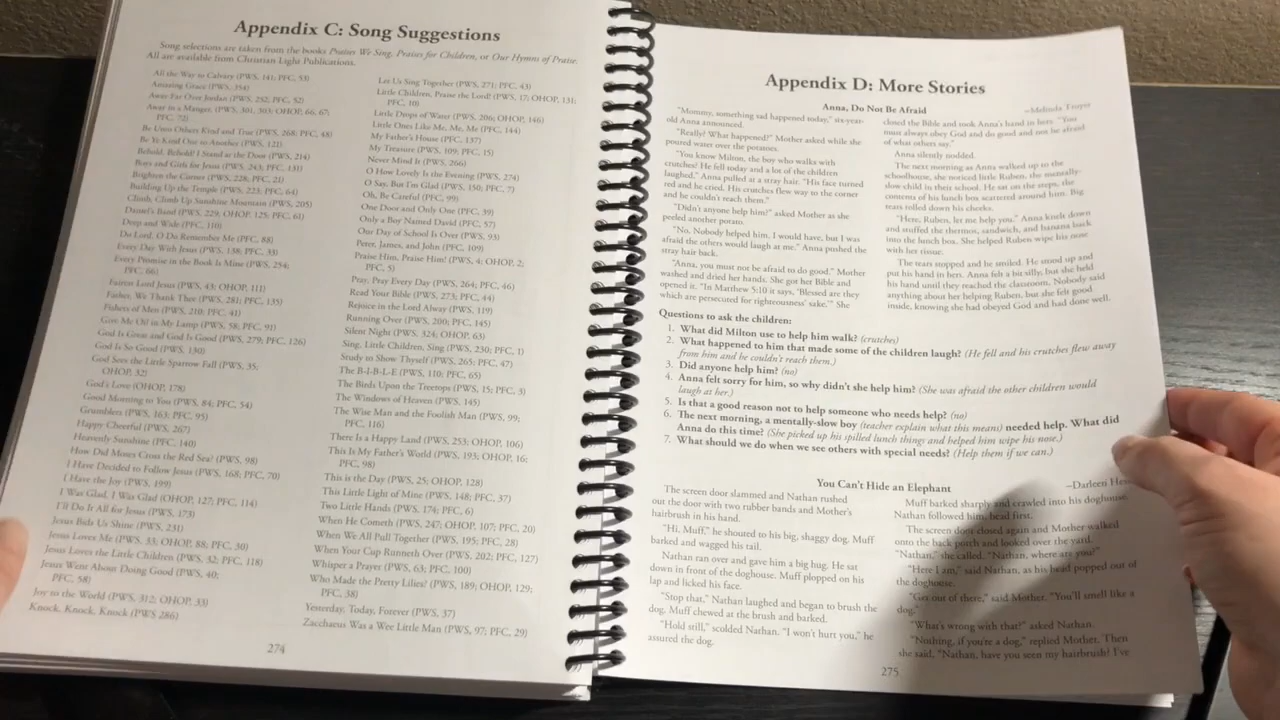 Appendix C: Song Suggestions
Song selections are taken from the books Praises We Sing, Praises for Children, or Our Hymns of Praise.
All are available from Christian Light Publications.
All the Way to Calvary (PWS, 141; PFC, 53)
Amazing Grace (PWS, 354)
Away Far Over Jordan (PWS, 252; PFC, 52)
Away in a Manger, (PWS, 301, 303; OHOP, 66, 67;
PFC, 72)
Be Unto Others Kind and True (PWS, 268; PFC, 48)
Be Ye Kind One to Another (PWS, 121)
Behold, Behold! I Stand at the Door (PWS, 214)
Boys and Girls for Jesus (PWS, 243; PFC, 131)
Brighten the Corner (PWS, 228; PFC, 21)
Building Up the Temple (PWS, 223; PFC, 64)
Climb, Climb Up Sunshine Mountain (PWS, 205)
Daniel's Band (PWS, 229; OHOP, 125; PFC, 61)
Deep and Wide (PFC, 110)
Do Lord, O Do Remember Me (PFC, 88)
Every Day With Jesus (PWS, 138; PFC, 33)
Every Promise in the Book Is Mine (PWS, 254;
PFC, 66)
Fairest Lord Jesus (PWS, 43; OHOP, 111)
Father, We Thank Thee (PWS, 281; PFC, 135)
Fishers of Men (PWS, 210; PFC, 41)
Give Me Oil in My Lamp (PWS, 58; PFC, 91)
God Is Great and God Is Good (PWS, 279; PFC, 126)
God Is So Good (PWS, 130)
God Sees the Little Sparrow Fall (PWS, 35;
OHOP, 32)
God's Love (OHOP, 178)
Good Morning to You (PWS, 84; PFC, 54)
Grumblers (PWS, 163; PFC, 95)
Happy Cheerful (PWS, 267)
Heavenly Sunshine (PFC, 140)
How Did Moses Cross the Red Sea? (PWS, 98)
I Have Decided to Follow Jesus (PWS, 168; PFC, 70)
I Have the Joy (PWS, 199)
I Was Glad, I Was Glad (OHOP, 127; PFC, 114)
I'll Do It All for Jesus (PWS, 173)
Jesus Bids Us Shine (PWS, 231)
Jesus Loves Me (PWS, 33; OHOP, 88; PFC, 30)
Jesus Loves the Little Children (PWS, 32; PFC, 118)
Jesus Went About Doing Good (PWS, 40;
PFC, 58)
Joy to the World (PWS, 312; OHOP, 33)
Knock, Knock, Knock (PWS 286)
Let Us Sing Together (PWS, 271; PFC, 43)
Little Children, Praise the Lord! (PWS, 17; OHOP, 131;
PFC, 10)
Little Drops of Water (PWS, 206; OHOP, 146)
Little Ones Like Me, Me, Me (PFC, 144)
My Father's House (PFC, 137)
My Treasure (PWS, 109; PFC, 15)
Never Mind It (PWS, 266)
O How Lovely Is the Evening (PWS, 274)
O Say, But I'm Glad (PWS, 150; PFC, 7)
Oh, Be Careful (PFC, 99)
One Door and Only One (PFC, 39)
Only a Boy Named David (PFC, 57)
Our Day of School Is Over (PWS, 93)
Peter, James, and John (PFC, 109)
Praise Him, Praise Him! (PWS, 4; OHOP, 2;
PFC, 5)
Pray, Pray Every Day (PWS, 264; PFC, 46)
Read Your Bible (PWS, 273; PFC, 44)
Rejoice in the Lord Alway (PWS, 119)
Running Over (PWS, 200; PFC, 145)
Silent Night (PWS, 324; OHOP, 63)
Sing, Little Children, Sing (PWS, 230; PFC, 1)
Study to Show Thyself (PWS, 265; PFC, 47)
The B-I-B-L-E (PWS, 110; PFC, 65)
The Birds Upon the Treetops (PWS, 15; PFC, 3)
The Windows of Heaven (PWS, 145)
The Wise Man and the Foolish Man (PWS, 99;
PFC, 116)
There Is a Happy Land (PWS, 253; OHOP, 106)
This Is My Father's World (PWS, 193; OHOP, 16;
PFC, 98)
This is the Day (PWS, 25; OHOP, 128)
This Little Light of Mine (PWS, 148; PFC, 37)
Two Little Hands (PWS, 174; PFC, 6)
When He Cometh (PWS, 247; OHOP, 107; PFC, 20)
When We All Pull Together (PWS, 195; PFC, 28)
When Your Cup Runneth Over (PWS, 202; PFC, 127)
Whisper a Prayer (PWS, 63; PFC, 100)
Who Made the Pretty Lilies? (PWS, 189; OHOP, 129;
PFC, 38)
Yesterday, Today, Forever (PWS, 37)
Zacchaeus Was a Wee Little Man (PWS, 97; PFC, 29)
274
Appendix D: More Stories
Anna, Do Not Be Afraid
–Melinda
"Mommy, something sad happened today," six-year-
old Anna announced.
"Really? What happened?" Mother asked while she
poured water over the potatoes.
"You know Milton, the boy who walks with
crutches? He fell today and a lot of the children
laughed." Anna pulled at a stray hair. "His face turned
red and he cried. His crutches flew way to the corner
and he couldn't reach them."
"Didn't anyone help him?" asked Mother as she
peeled another potato.
"No. Nobody helped him. I would have, but I was
afraid the others would laugh at me." Anna pushed the
stray hair back.
"Anna, you must not be afraid to do good." Mother
washed and dried her hands. She got her Bible and
opened it. "In Matthew 5:10 it says, 'Blessed are they
which are persecuted for righteousness' sake.'" She
closed the Bible and took Anna's hand in hers. "You
must always obey God and do good and not be afraid
of what others say."
Anna silently nodded.
The next morning as Anna walked up to the
schoolhouse, she noticed little Ruben, the mentally-
slow child in their school. He sat on the steps, the
contents of his lunch box scattered around him. Big
tears rolled down his cheeks.
"Here, Ruben, let me help you." Anna knelt down
and stuffed the thermos, sandwich, and banana back
into the lunch box. She helped Ruben wipe his nose
with her tissue.
The tears stopped and he smiled. He stood up and
put his hand in hers. Anna felt a bit silly, but she held
his hand until they reached the classroom. Nobody said
anything about her helping Ruben, but she felt good
inside, knowing she had obeyed God and had done well.
Questions to ask the children:
1. What did Milton use to help him walk? (crutches)
2. What happened to him that made some of the children laugh? (He fell and his crutches flew away
from him and he couldn't reach them.)
3. Did anyone help him? (no)
4. Anna felt sorry for him, so why didn't she help him? (She was afraid the other children would
laugh at her.)
5. Is that a good reason not to help someone who needs help? (no)
6. The next morning, a mentally-slow boy (teacher explain what this means) needed help. What did
Anna do this time? (She picked up his spilled lunch things and helped him wipe his nose.)
7. What should we do when we see others with special needs? (Help them if we can.)
You Can't Hide an Elephant
–Darleen
The screen door slammed and Nathan rushed
out the door with two rubber bands and Mother's
hairbrush in his hand.
"Hi, Muff," he shouted to his big, shaggy dog. Muff
barked and wagged his tail.
Nathan ran over and gave him a big hug. He sat
down in front of the doghouse. Muff plopped on his
lap and licked his face.
"Stop that," Nathan laughed and began to brush the
dog. Muff chewed at the brush and barked.
"Hold still," scolded Nathan. "I won't hurt you," he
assured the dog.
Muff barked sharply and crawled into his doghouse.
Nathan followed him, head first.
The screen door closed again and Mother walked
onto the back porch and looked over the yard.
"Nathan," she called. "Nathan, where are you?"
"Here I am," said Nathan, as his head popped out of
the doghouse.
"Get out of there," said Mother. "You'll smell like a
dog."
"What's wrong with that?" asked Nathan.
"Nothing, if you're a dog," replied Mother. Then
she said, "Nathan, have you seen my hairbrush? I've
275